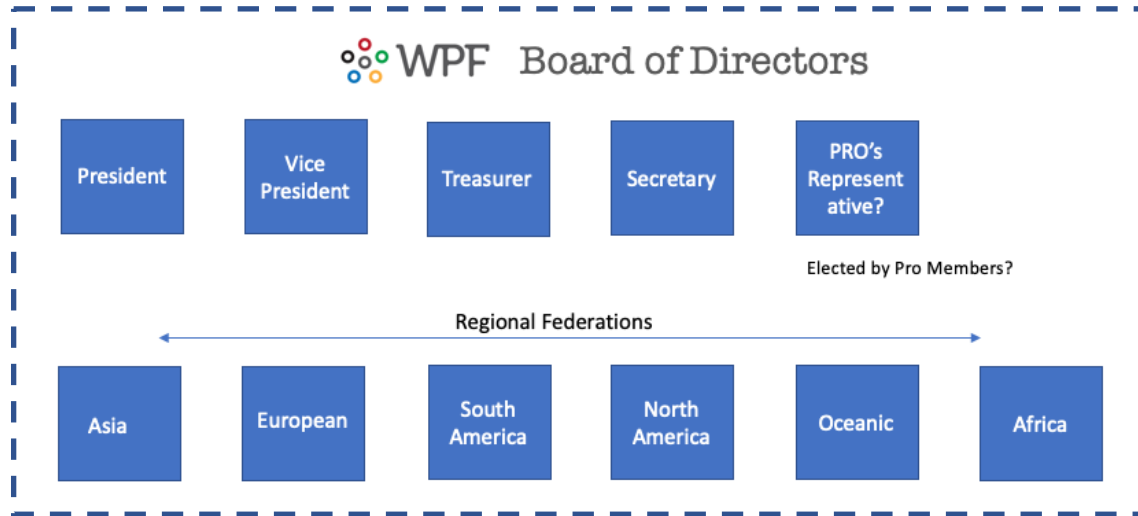 WPF Board of Directors
President
Vice
President
Treasurer
Secretary
PRO's
Represent
ative?
Elected by Pro Members?
Regional Federations
Asia
European
South
America
North
America
Oceanic
Africa